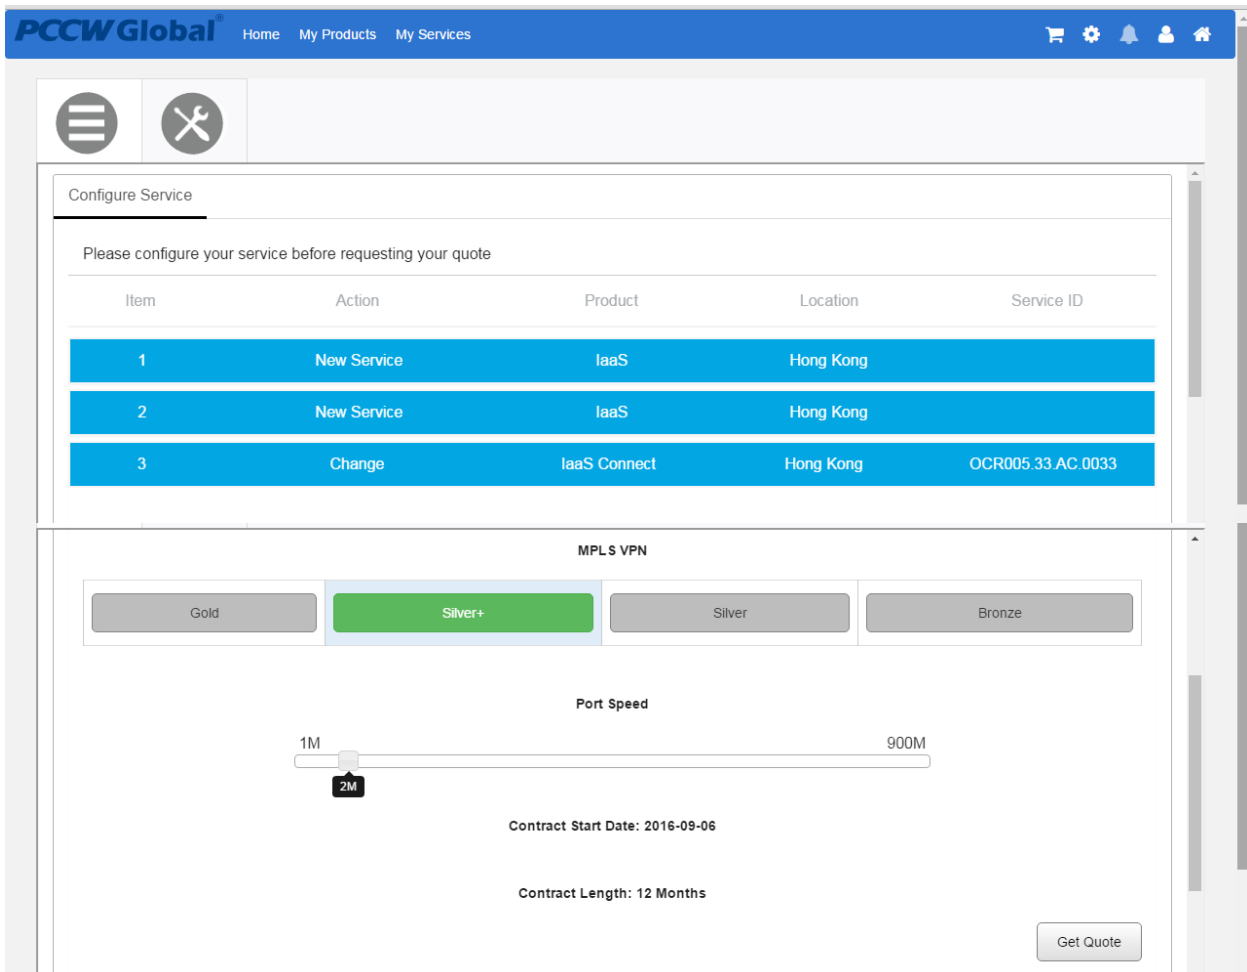 PCCW Global® Home My Products My Services
Configure Service
Please configure your service before requesting your quote
Item Action Product Location Service ID
1 New Service IaaS Hong Kong
2 New Service IaaS Hong Kong
3 Change IaaS Connect Hong Kong OCR005.33.AC.0033
MPLS VPN
Gold Silver+ Silver Bronze
Port Speed
1M 900M
2M
Contract Start Date: 2016-09-06
Contract Length: 12 Months
Get Quote